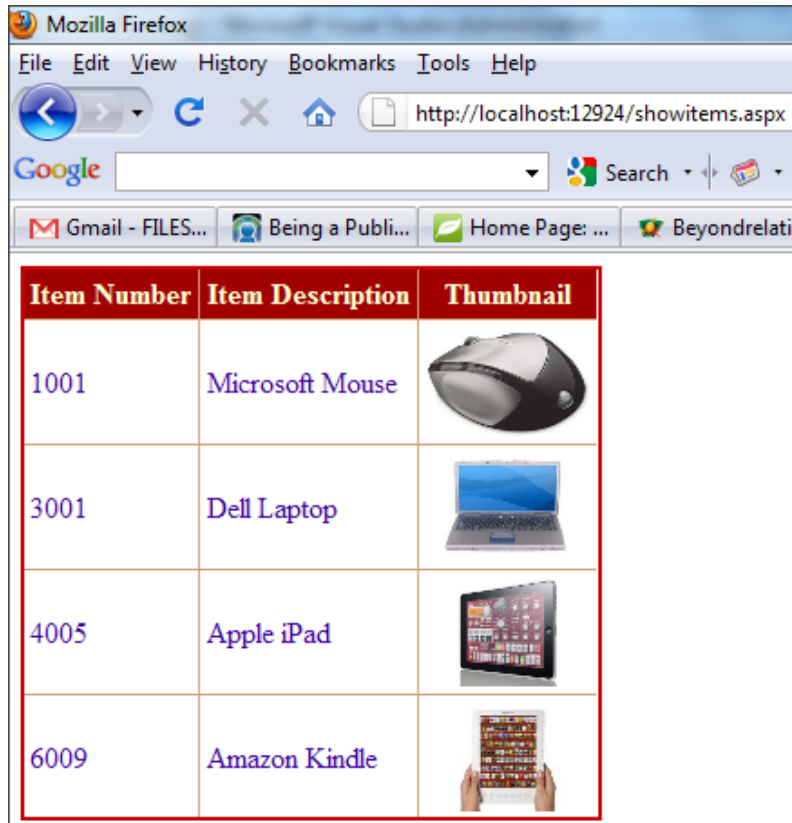 Mozilla Firefox
File Edit View History Bookmarks Tools Help
http://localhost:12924/showitems.aspx
Google Search
Gmail - FILES... Being a Publi... Home Page: ... Beyondrelati
Item Number Item Description Thumbnail
1001 Microsoft Mouse
3001 Dell Laptop
4005 Apple iPad
6009 Amazon Kindle